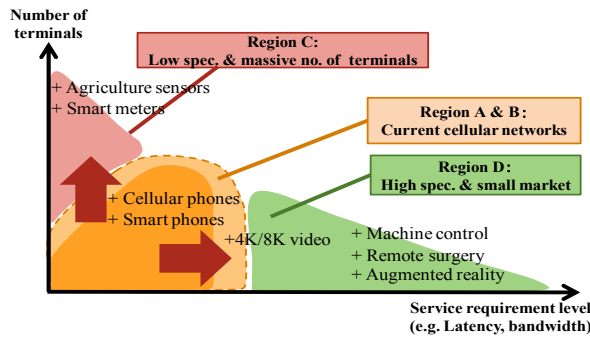 Number of
terminals
Region C:
Low spec. & massive no. of terminals
+ Agriculture sensors
+ Smart meters
Region A & B:
Current cellular networks
Region D:
High spec. & small market
+ Cellular phones
+ Smart phones
+4K/8K video
+ Machine control
+ Remote surgery
+ Augmented reality
Service requirement level
(e.g. Latency, bandwidth)